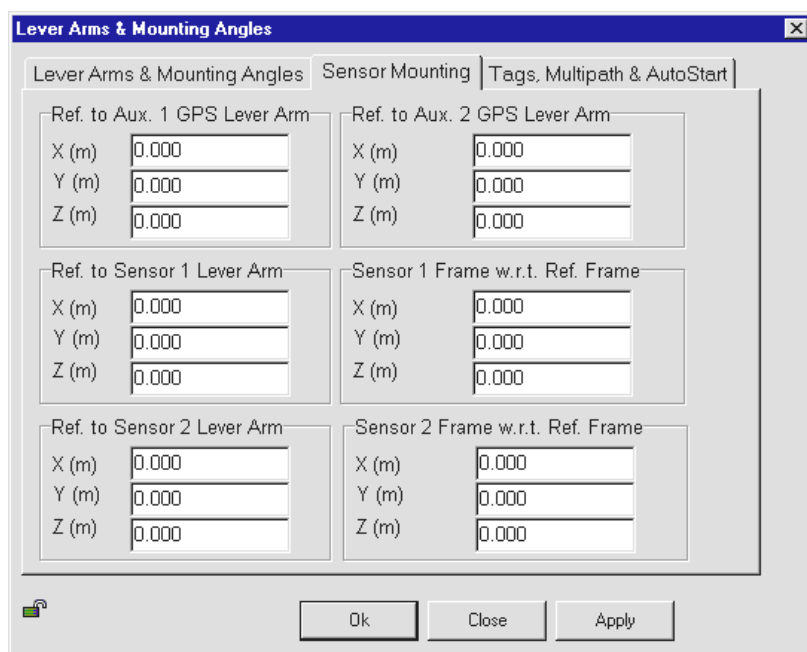 Lever Arms & Mounting Angles
Lever Arms & Mounting Angles Sensor Mounting Tags, Multipath & AutoStart
Ref. to Aux. 1 GPS Lever Arm
X (m) 0.000
Y (m) 0.000
Z (m) 0.000
Ref. to Aux. 2 GPS Lever Arm
X (m) 0.000
Y (m) 0.000
Z (m) 0.000
Ref. to Sensor 1 Lever Arm
X (m) 0.000
Y (m) 0.000
Z (m) 0.000
Sensor 1 Frame w.r.t. Ref. Frame
X (m) 0.000
Y (m) 0.000
Z (m) 0.000
Ref. to Sensor 2 Lever Arm
X (m) 0.000
Y (m) 0.000
Z (m) 0.000
Sensor 2 Frame w.r.t. Ref. Frame
X (m) 0.000
Y (m) 0.000
Z (m) 0.000
Ok Close Apply